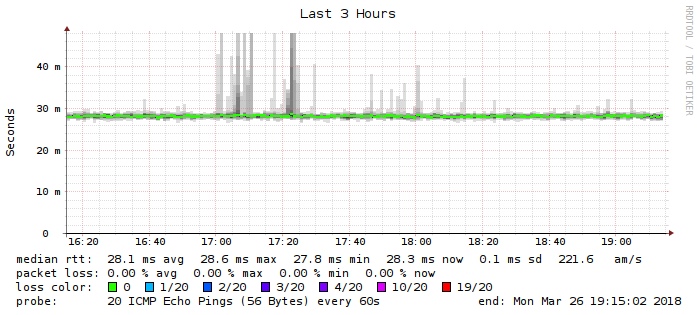 Last 3 Hours
RRDTOOL / TOBI OETIKER
Seconds
40 m
30 m
20 m
10 m
0
16:20 16:40 17:00 17:20 17:40 18:00 18:20 18:40 19:00
median rtt: 28.1 ms avg 28.6 ms max 27.8 ms min 28.3 ms now 0.1 ms sd 221.6 am/s
packet loss: 0.00 % avg 0.00 % max 0.00 % min 0.00 % now
loss color: 0 1/20 2/20 3/20 4/20 10/20 19/20
probe: 20 ICMP Echo Pings (56 Bytes) every 60s end: Mon Mar 26 19:15:02 2018